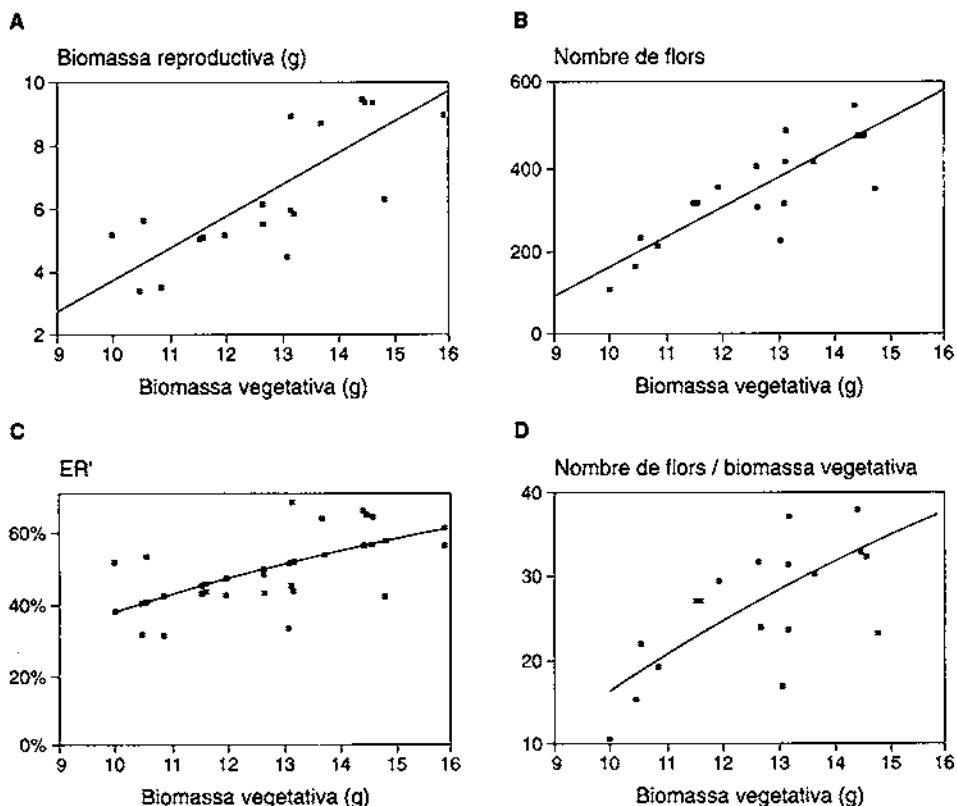 A
Biomassa reproductiva (g)
10
8
6
4
2
9 10 11 12 13 14 15 16
Biomassa vegetativa (g)
B
Nombre de flors
600
400
200
0
9 10 11 12 13 14 15 16
Biomassa vegetativa (g)
C
ER'
60%
40%
20%
0%
9 10 11 12 13 14 15 16
Biomassa vegetativa (g)
D
Nombre de flors / biomassa vegetativa
40
30
20
10
9 10 11 12 13 14 15 16
Biomassa vegetativa (g)